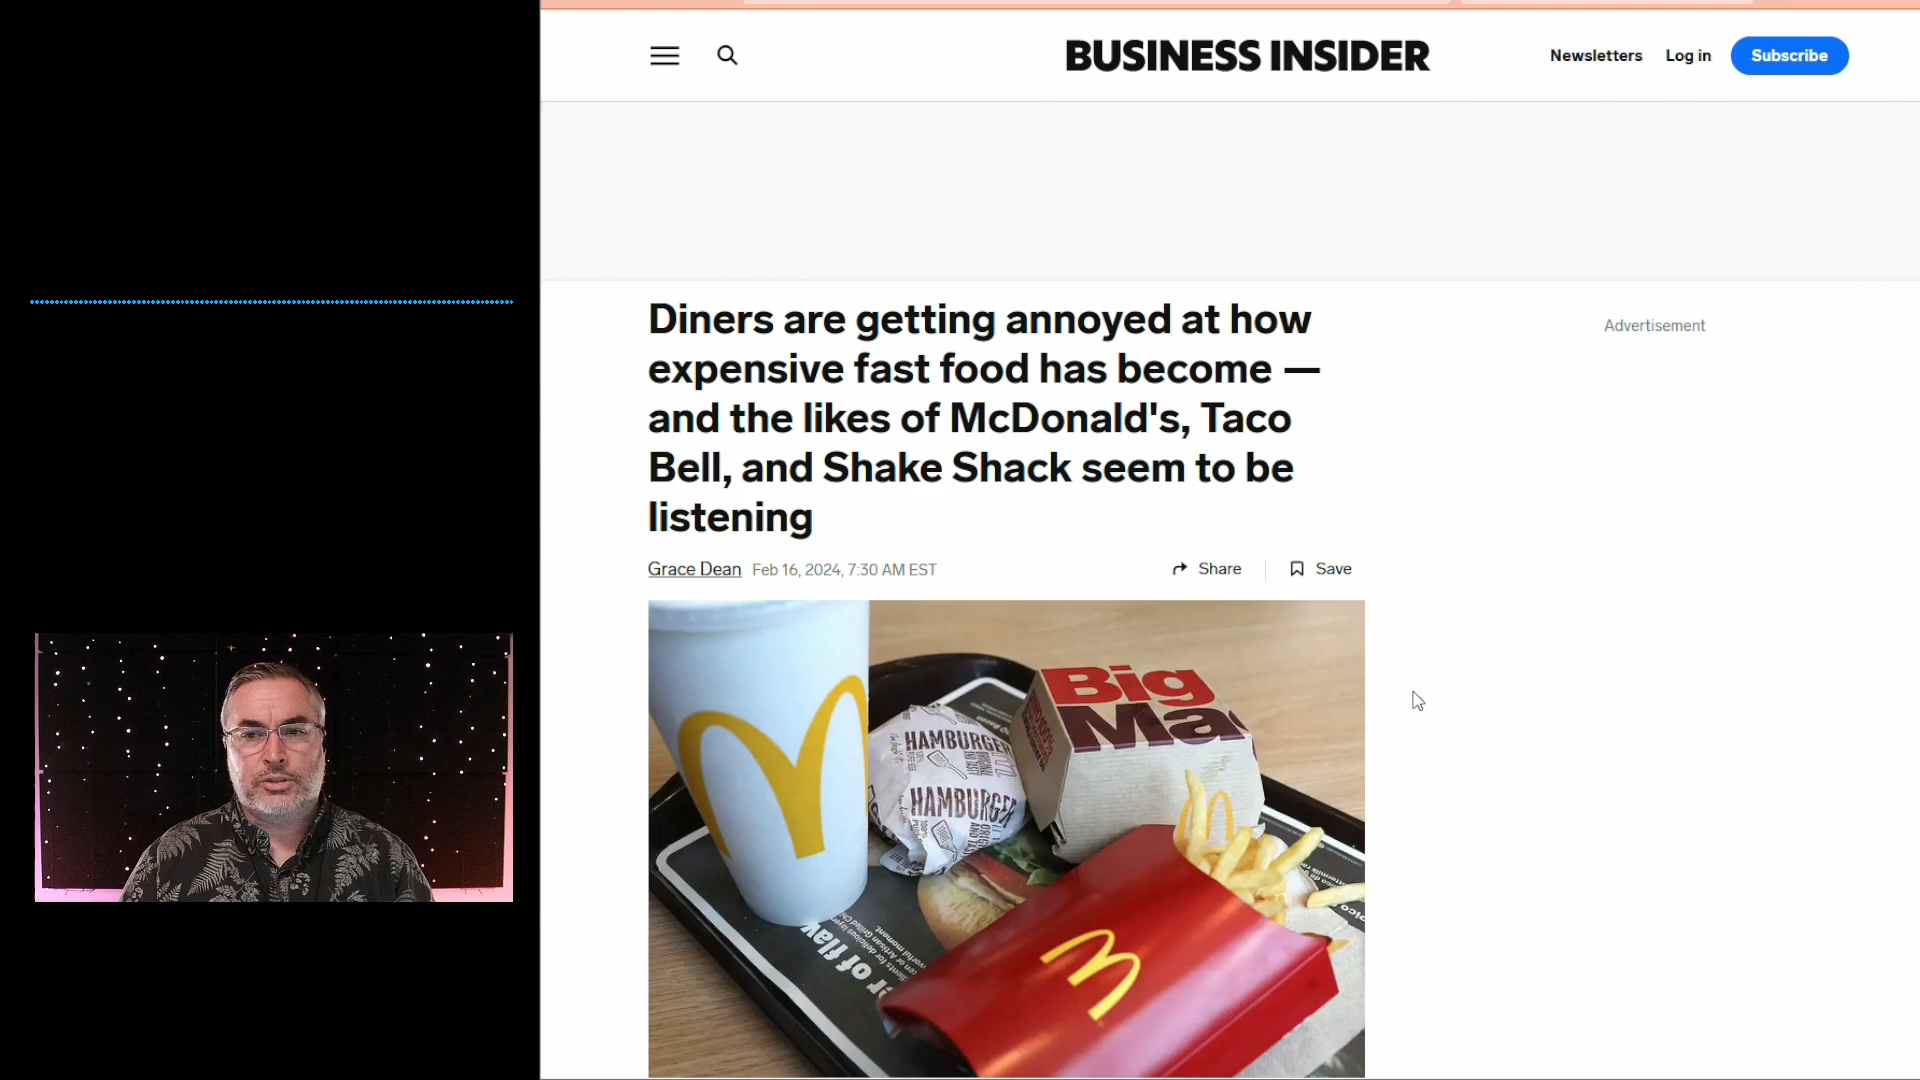 BUSINESS INSIDER
Newsletters
Log in
Subscribe
Diners are getting annoyed at how
expensive fast food has become —
and the likes of McDonald's, Taco
Bell, and Shake Shack seem to be
listening
Advertisement
Grace Dean
Feb 16, 2024, 7:30 AM EST
Share
Save
Big
Ma
HAMBURGER
HAMBURGER